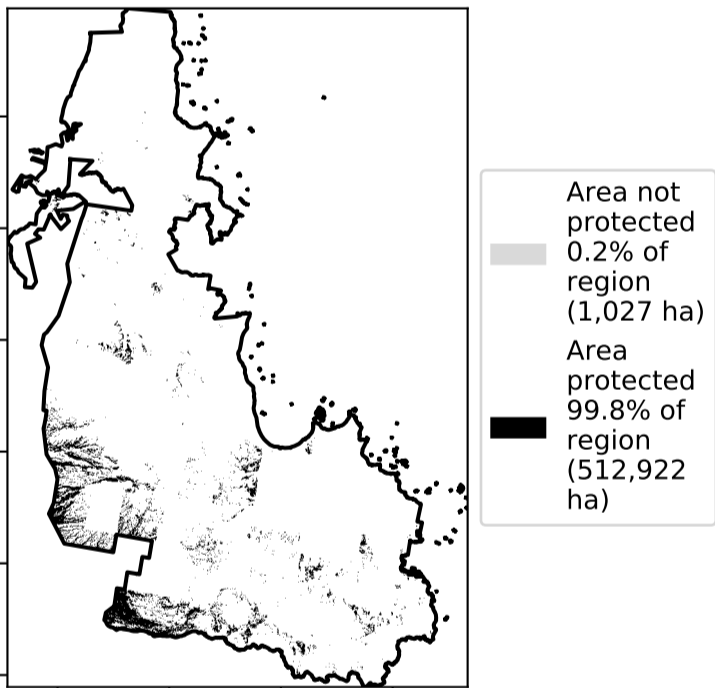 Area not
protected
0.2% of
region
(1,027 ha)
Area
protected
99.8% of
region
(512,922
ha)